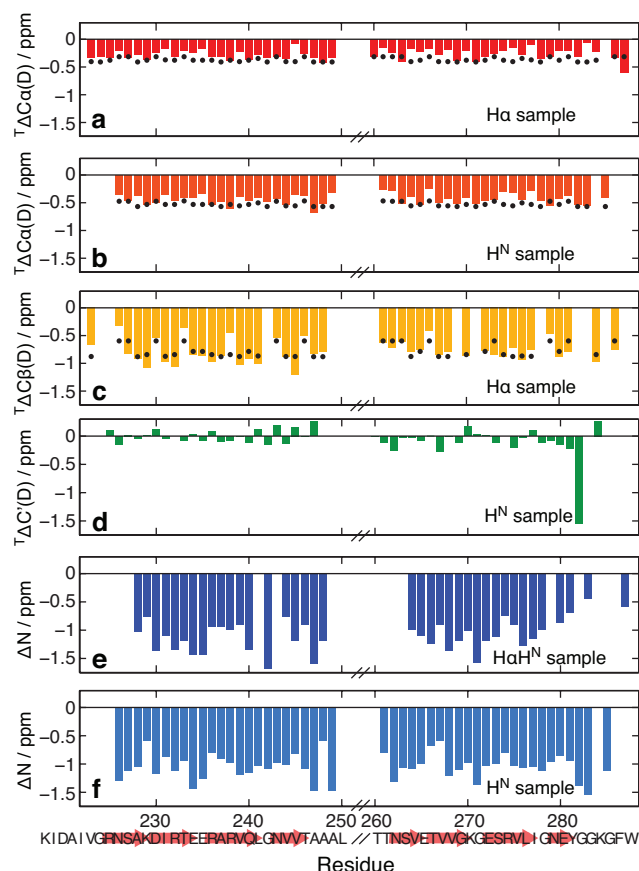 ᵀΔCα(D) / ppm
0
−0.5
−1
−1.5
a
Hα sample
ᵀΔCα(D) / ppm
0
−0.5
−1
−1.5
b
Hᴺ sample
ᵀΔCβ(D) / ppm
0
−0.5
−1
−1.5
c
Hα sample
ᵀΔC'(D) / ppm
0
−0.5
−1
−1.5
d
Hᴺ sample
ΔN / ppm
0
−0.5
−1
−1.5
e
HαHᴺ sample
ΔN / ppm
0
−0.5
−1
−1.5
f
Hᴺ sample
230 240 250 // 260 270 280
KIDAIVGRNSAKDIRTEERARVQLGNVVTAAAL // TTNSVETVVGKGESRVLIGNEYGGKGFW
Residue